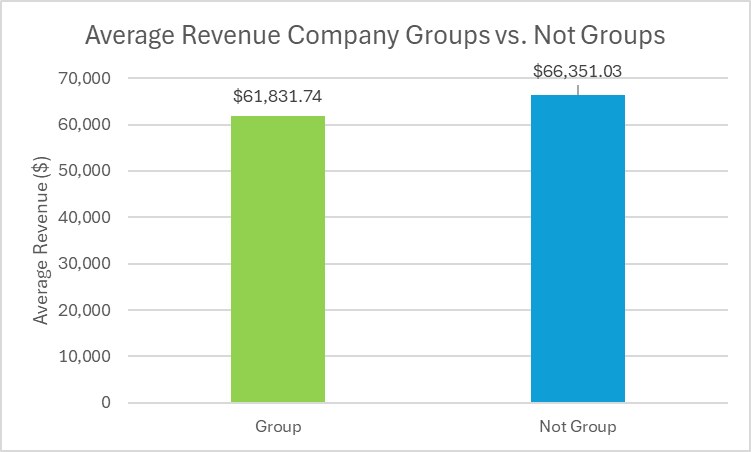 Average Revenue Company Groups vs. Not Groups
Average Revenue ($)
70,000
60,000
50,000
40,000
30,000
20,000
10,000
0
$61,831.74
$66,351.03
Group
Not Group